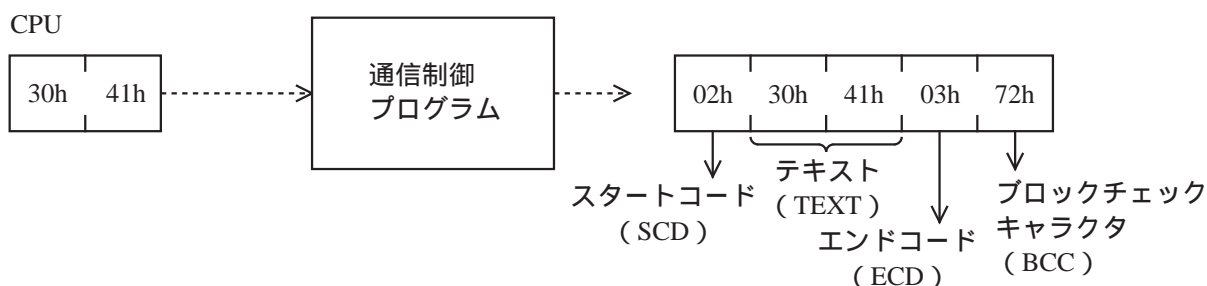 CPU
30h 41h
通信制御
プログラム
02h 30h 41h 03h 72h
スタートコード
( SCD )
テキスト
( TEXT )
エンドコード
( ECD )
ブロックチェック
キャラクタ
( BCC )